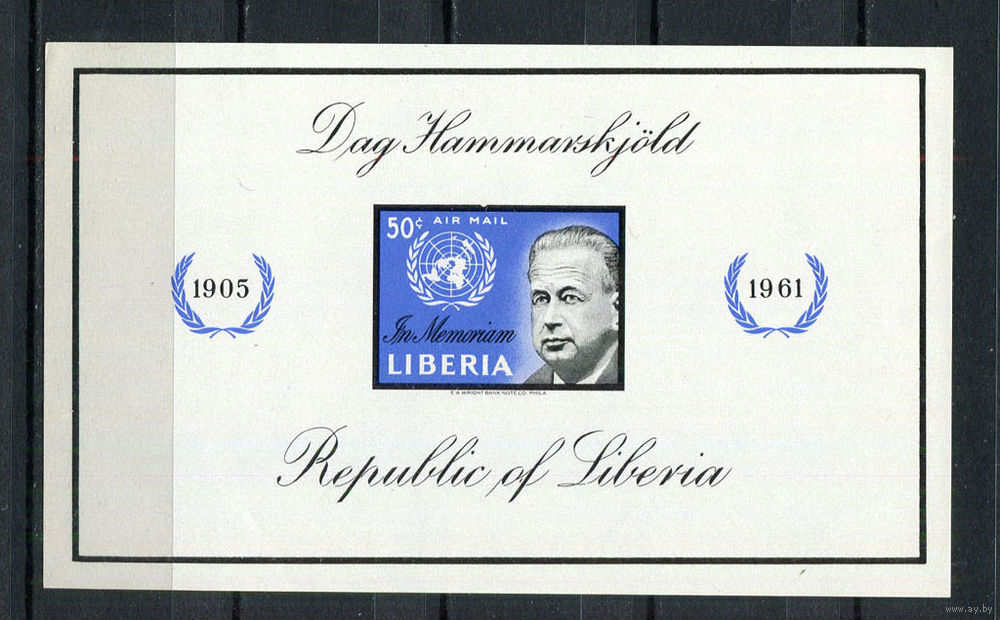 Dag Hammarskjöld
50¢ AIR MAIL
1905
1961
In Memoriam
LIBERIA
E. A. WRIGHT BANK NOTE CO. PHILA.
Republic of Liberia
www.ay.by